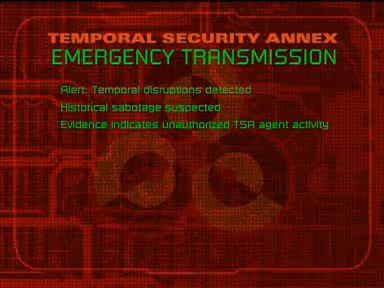 TEMPORAL SECURITY ANNEX
EMERGENCY TRANSMISSION
Alert: Temporal disruptions detected
Historical sabotage suspected
Evidence indicates unauthorized TSA agent activity